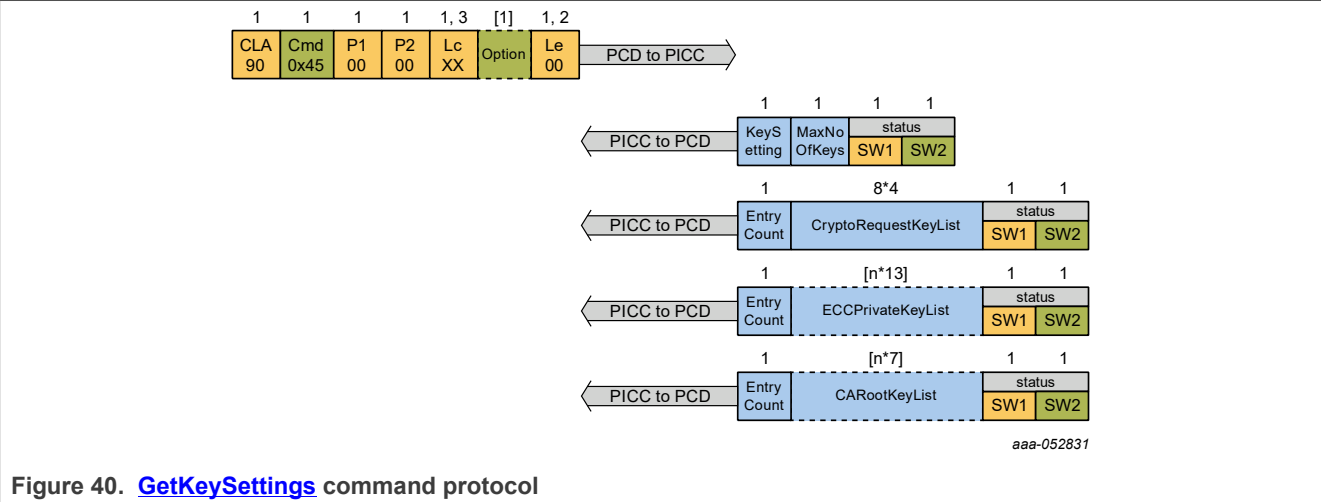 1 1 1 1 1, 3 [1] 1, 2
CLA Cmd P1 P2 Lc Option Le
90 0x45 00 00 XX 00
PCD to PICC
1 1 1 1
KeyS MaxNo status
etting OfKeys SW1 SW2
PICC to PCD
1 8*4 1 1
Entry CryptoRequestKeyList status
Count SW1 SW2
PICC to PCD
1 [n*13] 1 1
Entry ECCPrivateKeyList status
Count SW1 SW2
PICC to PCD
1 [n*7] 1 1
Entry CARootKeyList status
Count SW1 SW2
PICC to PCD
aaa-052831
Figure 40. GetKeySettings command protocol